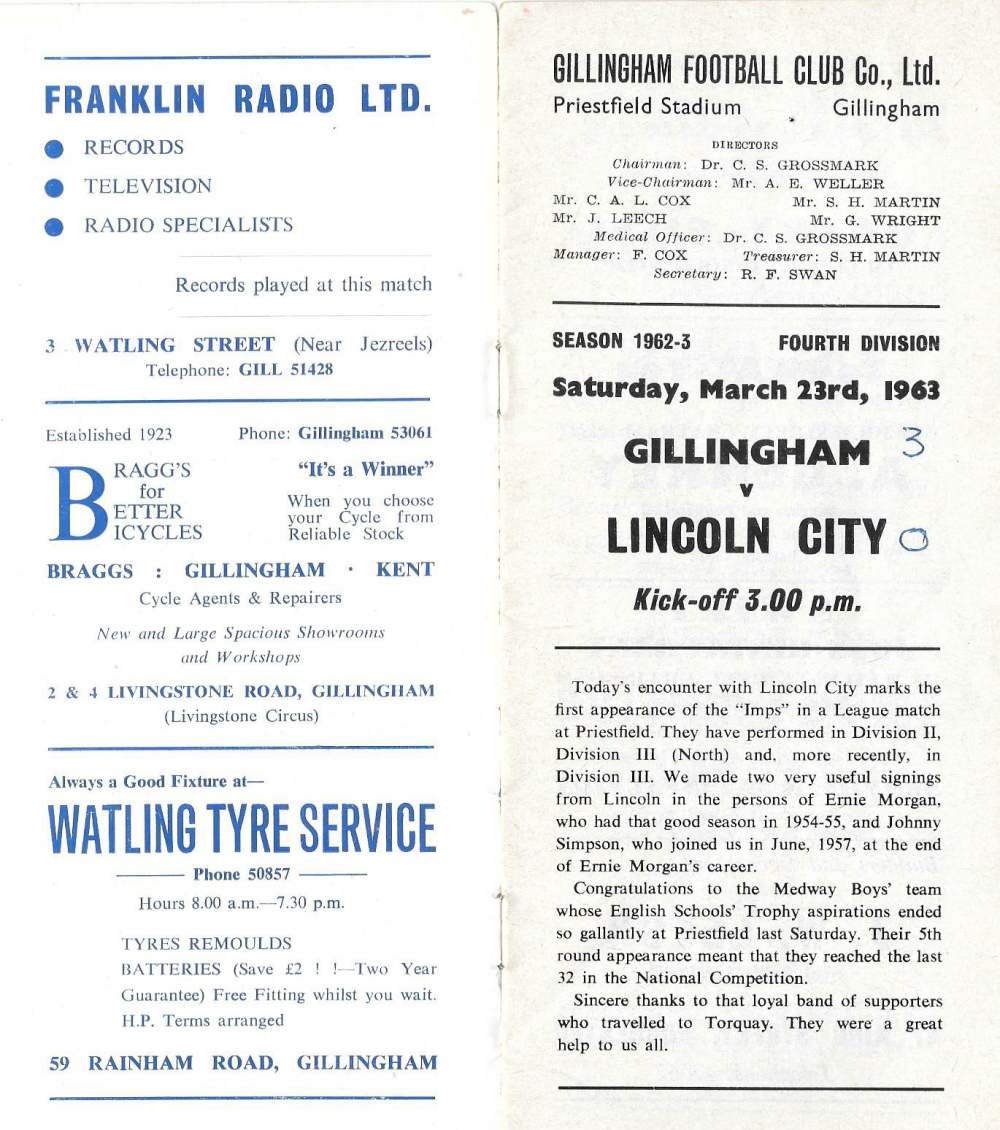 FRANKLIN RADIO LTD.
● RECORDS
● TELEVISION
● RADIO SPECIALISTS
Records played at this match
3 WATLING STREET (Near Jezreels)
Telephone: GILL 51428
Established 1923 Phone: Gillingham 53061
BRAGG'S
for
BETTER
BICYCLES
"It's a Winner"
When you choose
your Cycle from
Reliable Stock
BRAGGS : GILLINGHAM · KENT
Cycle Agents & Repairers
New and Large Spacious Showrooms
and Workshops
2 & 4 LIVINGSTONE ROAD, GILLINGHAM
(Livingstone Circus)
Always a Good Fixture at—
WATLING TYRE SERVICE
Phone 50857
Hours 8.00 a.m.—7.30 p.m.
TYRES REMOULDS
BATTERIES (Save £2 ! !—Two Year
Guarantee) Free Fitting whilst you wait.
H.P. Terms arranged
59 RAINHAM ROAD, GILLINGHAM
GILLINGHAM FOOTBALL CLUB Co., Ltd.
Priestfield Stadium Gillingham
DIRECTORS
Chairman: Dr. C. S. GROSSMARK
Vice-Chairman: Mr. A. E. WELLER
Mr. C. A. L. COX Mr. S. H. MARTIN
Mr. J. LEECH Mr. G. WRIGHT
Medical Officer: Dr. C. S. GROSSMARK
Manager: F. COX Treasurer: S. H. MARTIN
Secretary: R. F. SWAN
SEASON 1962-3 FOURTH DIVISION
Saturday, March 23rd, 1963
GILLINGHAM 3
v
LINCOLN CITY 0
Kick-off 3.00 p.m.
Today's encounter with Lincoln City marks the
first appearance of the "Imps" in a League match
at Priestfield. They have performed in Division II,
Division III (North) and, more recently, in
Division III. We made two very useful signings
from Lincoln in the persons of Ernie Morgan,
who had that good season in 1954-55, and Johnny
Simpson, who joined us in June, 1957, at the end
of Ernie Morgan's career.
Congratulations to the Medway Boys' team
whose English Schools' Trophy aspirations ended
so gallantly at Priestfield last Saturday. Their 5th
round appearance meant that they reached the last
32 in the National Competition.
Sincere thanks to that loyal band of supporters
who travelled to Torquay. They were a great
help to us all.